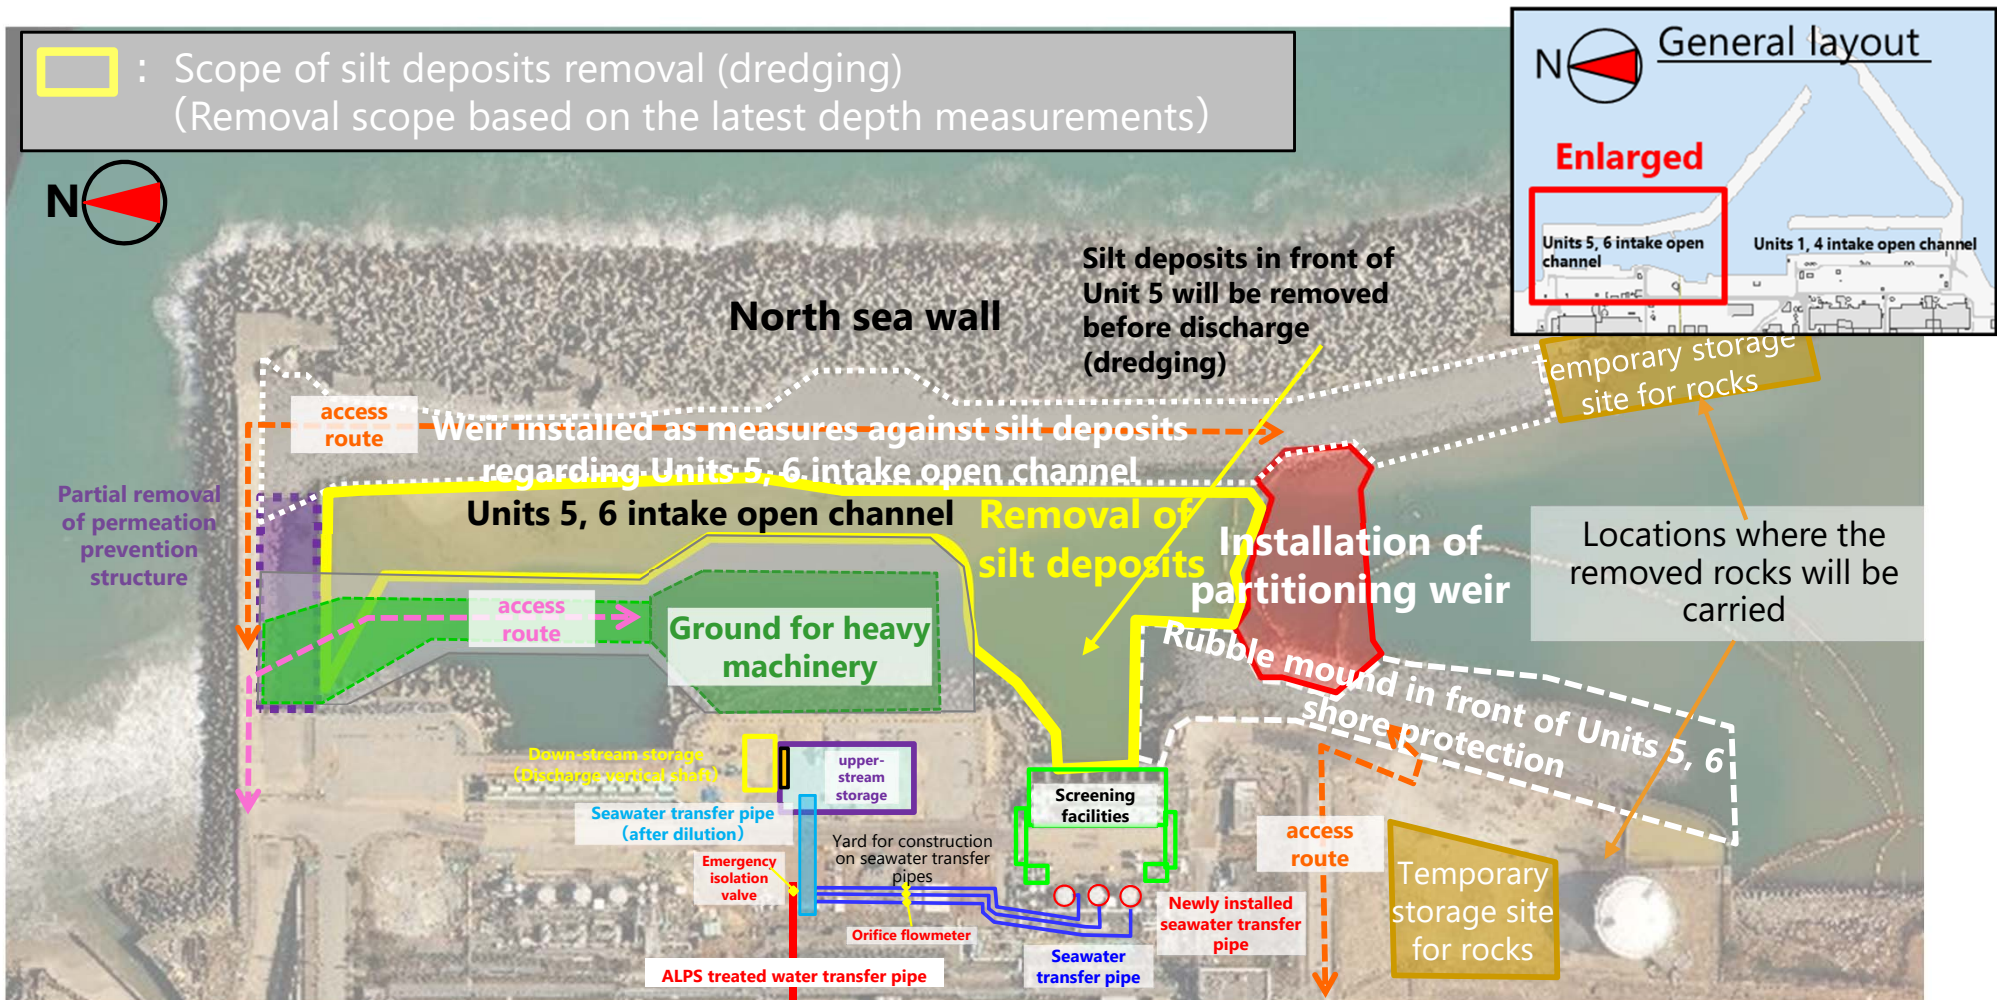 : Scope of silt deposits removal (dredging)
(Removal scope based on the latest depth measurements)
N
General layout
N
Enlarged
Units 5, 6 intake open
channel
Units 1, 4 intake open channel
North sea wall
Silt deposits in front of
Unit 5 will be removed
before discharge
(dredging)
Temporary storage
site for rocks
access
route
Weir installed as measures against silt deposits
regarding Units 5, 6 intake open channel
Units 5, 6 intake open channel
Removal of
silt deposits
Partial removal
of permeation
prevention
structure
Installation of
partitioning weir
Locations where the
removed rocks will be
carried
access
route
Ground for heavy
machinery
Rubble mound in front of Units 5, 6
shore protection
Down-stream storage
(Discharge vertical shaft)
upper-
stream
storage
Screening
facilities
Seawater transfer pipe
(after dilution)
Yard for construction
on seawater transfer
pipes
access
route
Emergency
isolation
valve
Temporary
storage site
for rocks
Newly installed
seawater transfer
pipe
Orifice flowmeter
Seawater
transfer pipe
ALPS treated water transfer pipe